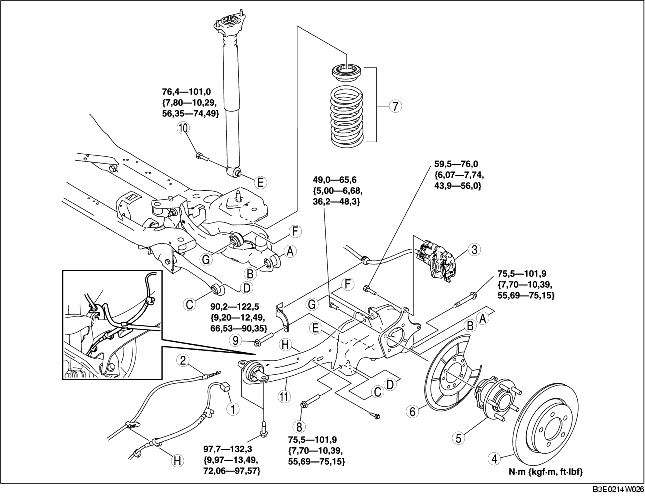 76,4—101,0
{7,80—10,29,
56,35—74,49}
10
E
7
49,0—65,6
{5,00—6,68,
36,2—48,3}
59,5—76,0
{6,07—7,74,
43,9—56,0}
F
A
G
B
3
C
D
F
75,5—101,9
{7,70—10,39,
55,69—75,15}
90,2—122,5
{9,20—12,49,
66,53—90,35}
G
E
9
H
B
A
2
D
C
11
1
6
8
5
H
4
97,7—132,3
{9,97—13,49,
72,06—97,57}
75,5—101,9
{7,70—10,39,
55,69—75,15}
N·m {kgf·m, ft·lbf}
B3E0214W026